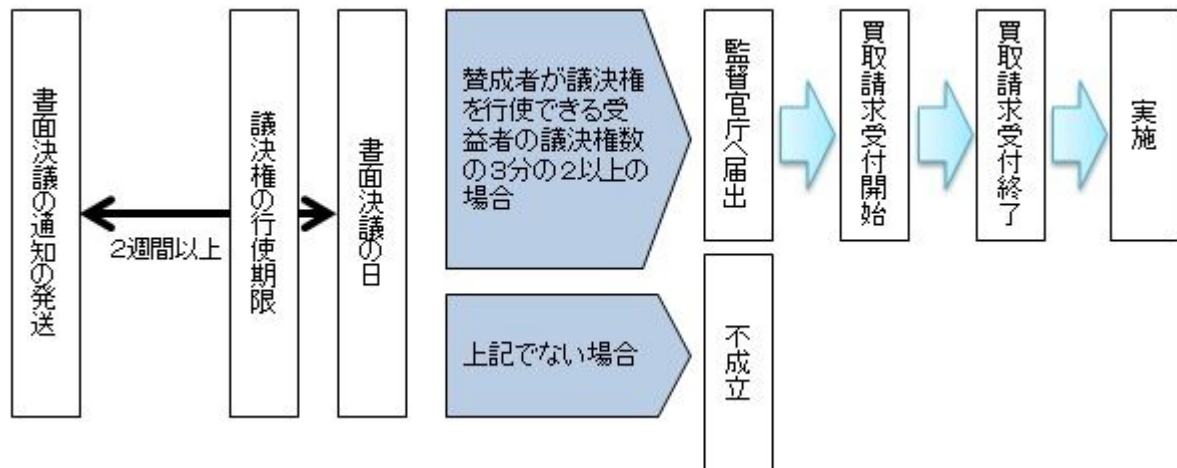 書面決議の通知の発送
2週間以上
議決権の行使期限
書面決議の日
賛成者が議決権
を行使できる受
益者の議決権数
の3分の2以上の
場合
上記でない場合
監督官庁へ届出
不成立
買取請求受付開始
買取請求受付終了
実施